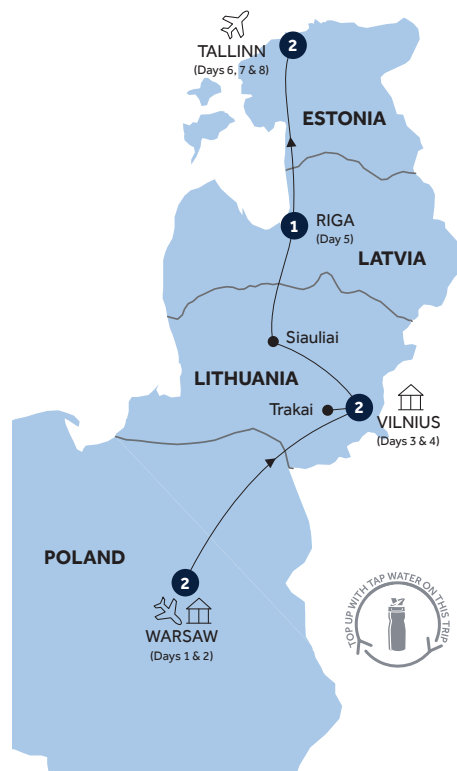 TALLINN
(Days 6, 7 & 8)
2
ESTONIA
1
RIGA
(Day 5)
LATVIA
Siauliai
LITHUANIA
Trakai
2
VILNIUS
(Days 3 & 4)
POLAND
2
WARSAW
(Days 1 & 2)
TOP UP WITH TAP WATER ON THIS TRIP